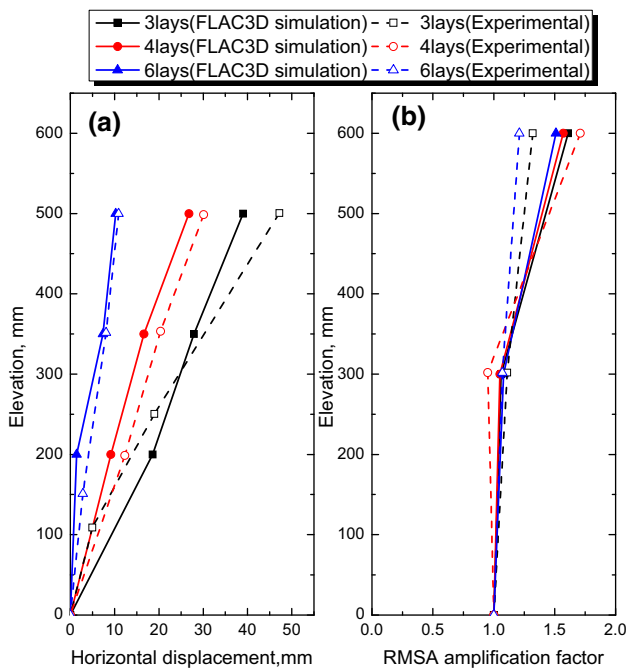 3lays(FLAC3D simulation) 3lays(Experimental)
4lays(FLAC3D simulation) 4lays(Experimental)
6lays(FLAC3D simulation) 6lays(Experimental)
(a)
600
500
400
300
200
100
0
Elevation, mm
0 10 20 30 40 50
Horizontal displacement,mm
(b)
600
500
400
300
200
100
0
Elevation, mm
0.0 0.5 1.0 1.5 2.0
RMSA amplification factor